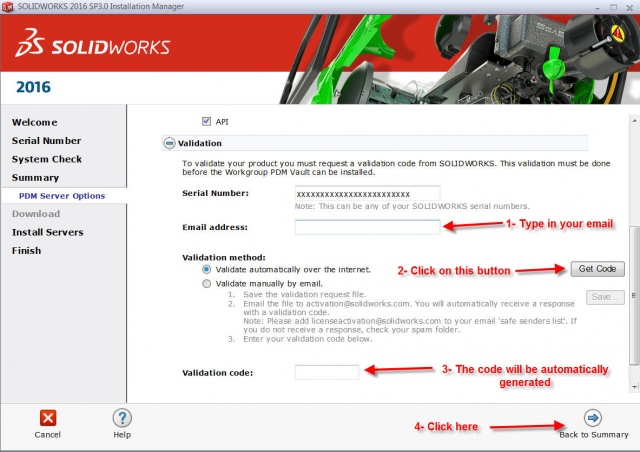 SOLIDWORKS 2016 SP3.0 Installation Manager
SOLIDWORKS
2016
Welcome
Serial Number
System Check
Summary
PDM Server Options
Download
Install Servers
Finish
API
Validation
To validate your product you must request a validation code from SOLIDWORKS. This validation must be done
before the Workgroup PDM Vault can be installed.
Serial Number:
xxxxxxxxxxxxxxxxxxxxxxxx
Note: This can be any of your SOLIDWORKS serial numbers.
Email address:
1- Type in your email
Validation method:
Validate automatically over the internet.
2- Click on this button
Get Code
Validate manually by email.
1. Save the validation request file.
Save...
2. Email the file to activation@solidworks.com. You will automatically receive a response
with a validation code.
Note: Please add licenseactivation@solidworks.com to your email 'safe senders list'. If
you do not receive a response, check your spam folder.
3. Enter your validation code below.
Validation code:
3- The code will be automatically
generated
Cancel
Help
4- Click here
Back to Summary